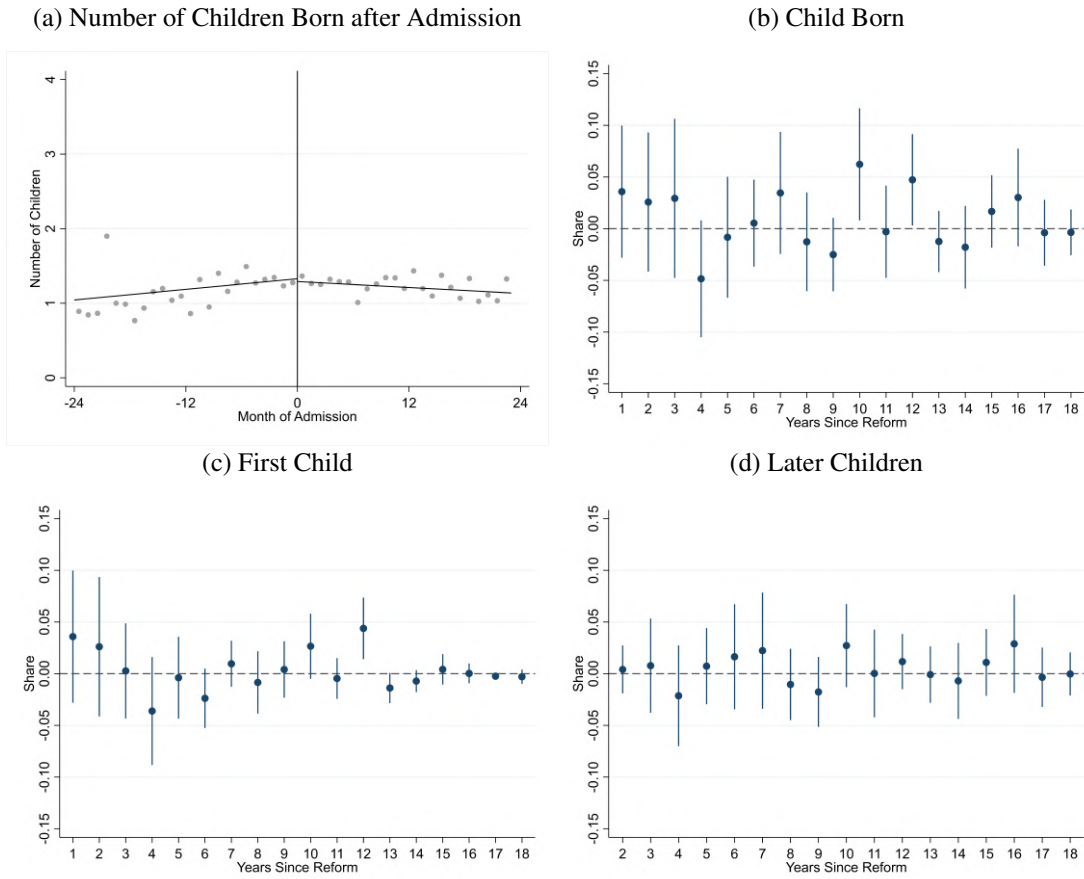 (a) Number of Children Born after Admission
Number of Children
4
3
2
1
0
-24 -12 0 12 24
Month of Admission
(b) Child Born
Share
0.15
0.10
0.05
0.00
-0.05
-0.10
-0.15
1 2 3 4 5 6 7 8 9 10 11 12 13 14 15 16 17 18
Years Since Reform
(c) First Child
Share
0.15
0.10
0.05
0.00
-0.05
-0.10
-0.15
1 2 3 4 5 6 7 8 9 10 11 12 13 14 15 16 17 18
Years Since Reform
(d) Later Children
Share
0.15
0.10
0.05
0.00
-0.05
-0.10
-0.15
2 3 4 5 6 7 8 9 10 11 12 13 14 15 16 17 18
Years Since Reform